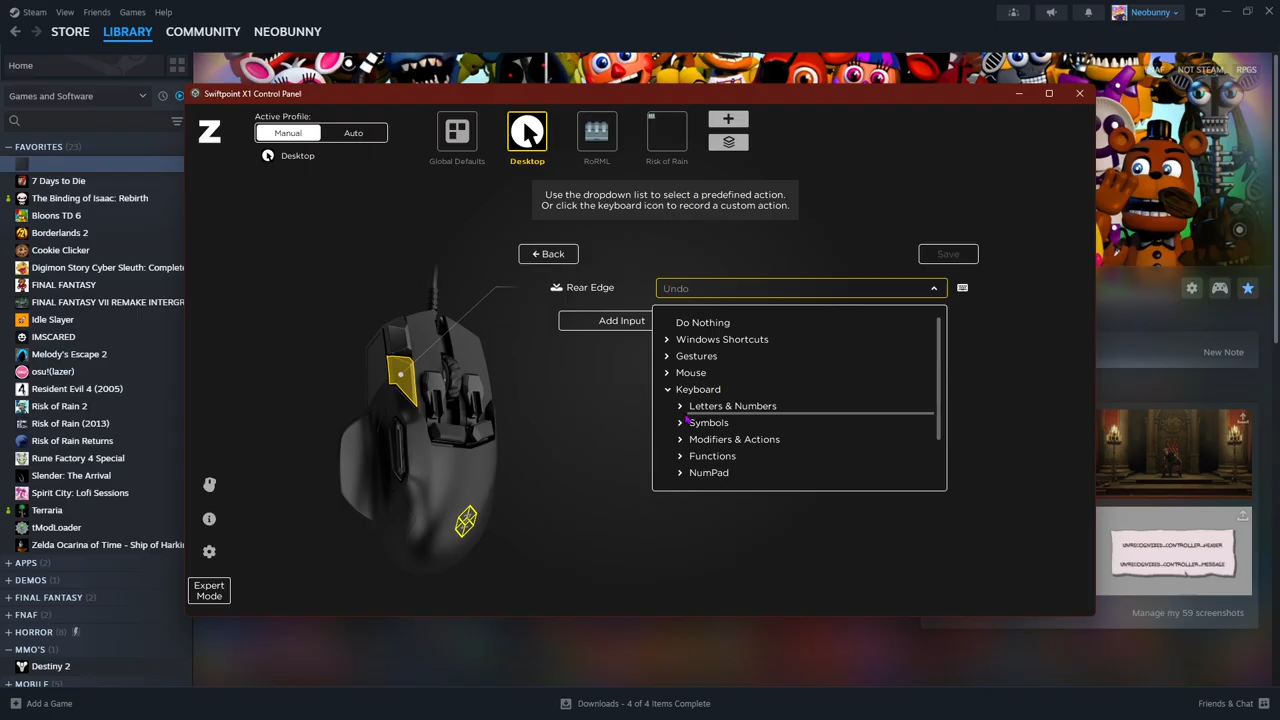 Steam
View
Friends
Games
Help
Neobunny
STORE
LIBRARY
COMMUNITY
NEOBUNNY
Home
NOT STEAM
RPGS
Games and Software
Swiftpoint X1 Control Panel
Active Profile:
Manual
Auto
Desktop
Z
Global Defaults
Desktop
RoRML
Risk of Rain
Use the dropdown list to select a predefined action.
Or click the keyboard icon to record a custom action.
Back
Save
Rear Edge
Undo
Add Input
Do Nothing
Windows Shortcuts
Gestures
Mouse
Keyboard
Letters & Numbers
Symbols
Modifiers & Actions
Functions
NumPad
Expert
Mode
FAVORITES (23)
7 Days to Die
The Binding of Isaac: Rebirth
Bloons TD 6
Borderlands 2
Cookie Clicker
Digimon Story Cyber Sleuth: Complete
FINAL FANTASY
FINAL FANTASY VII REMAKE INTERGR
Idle Slayer
IMSCARED
Melody's Escape 2
osu!(lazer)
Resident Evil 4 (2005)
Risk of Rain 2
Risk of Rain (2013)
Risk of Rain Returns
Rune Factory 4 Special
Slender: The Arrival
Spirit City: Lofi Sessions
Terraria
tModLoader
Zelda Ocarina of Time - Ship of Harki
APPS (2)
DEMOS (1)
FINAL FANTASY (2)
FNAF (2)
HORROR (8)
MMO'S
Destiny 2
MOBILE (5)
New Note
UNRECOGNIZED_CONTROLLER_HEADER
UNRECOGNIZED_CONTROLLER_MESSAGE
Manage my 59 screenshots
Add a Game
Downloads - 4 of 4 Items Complete
Friends & Chat